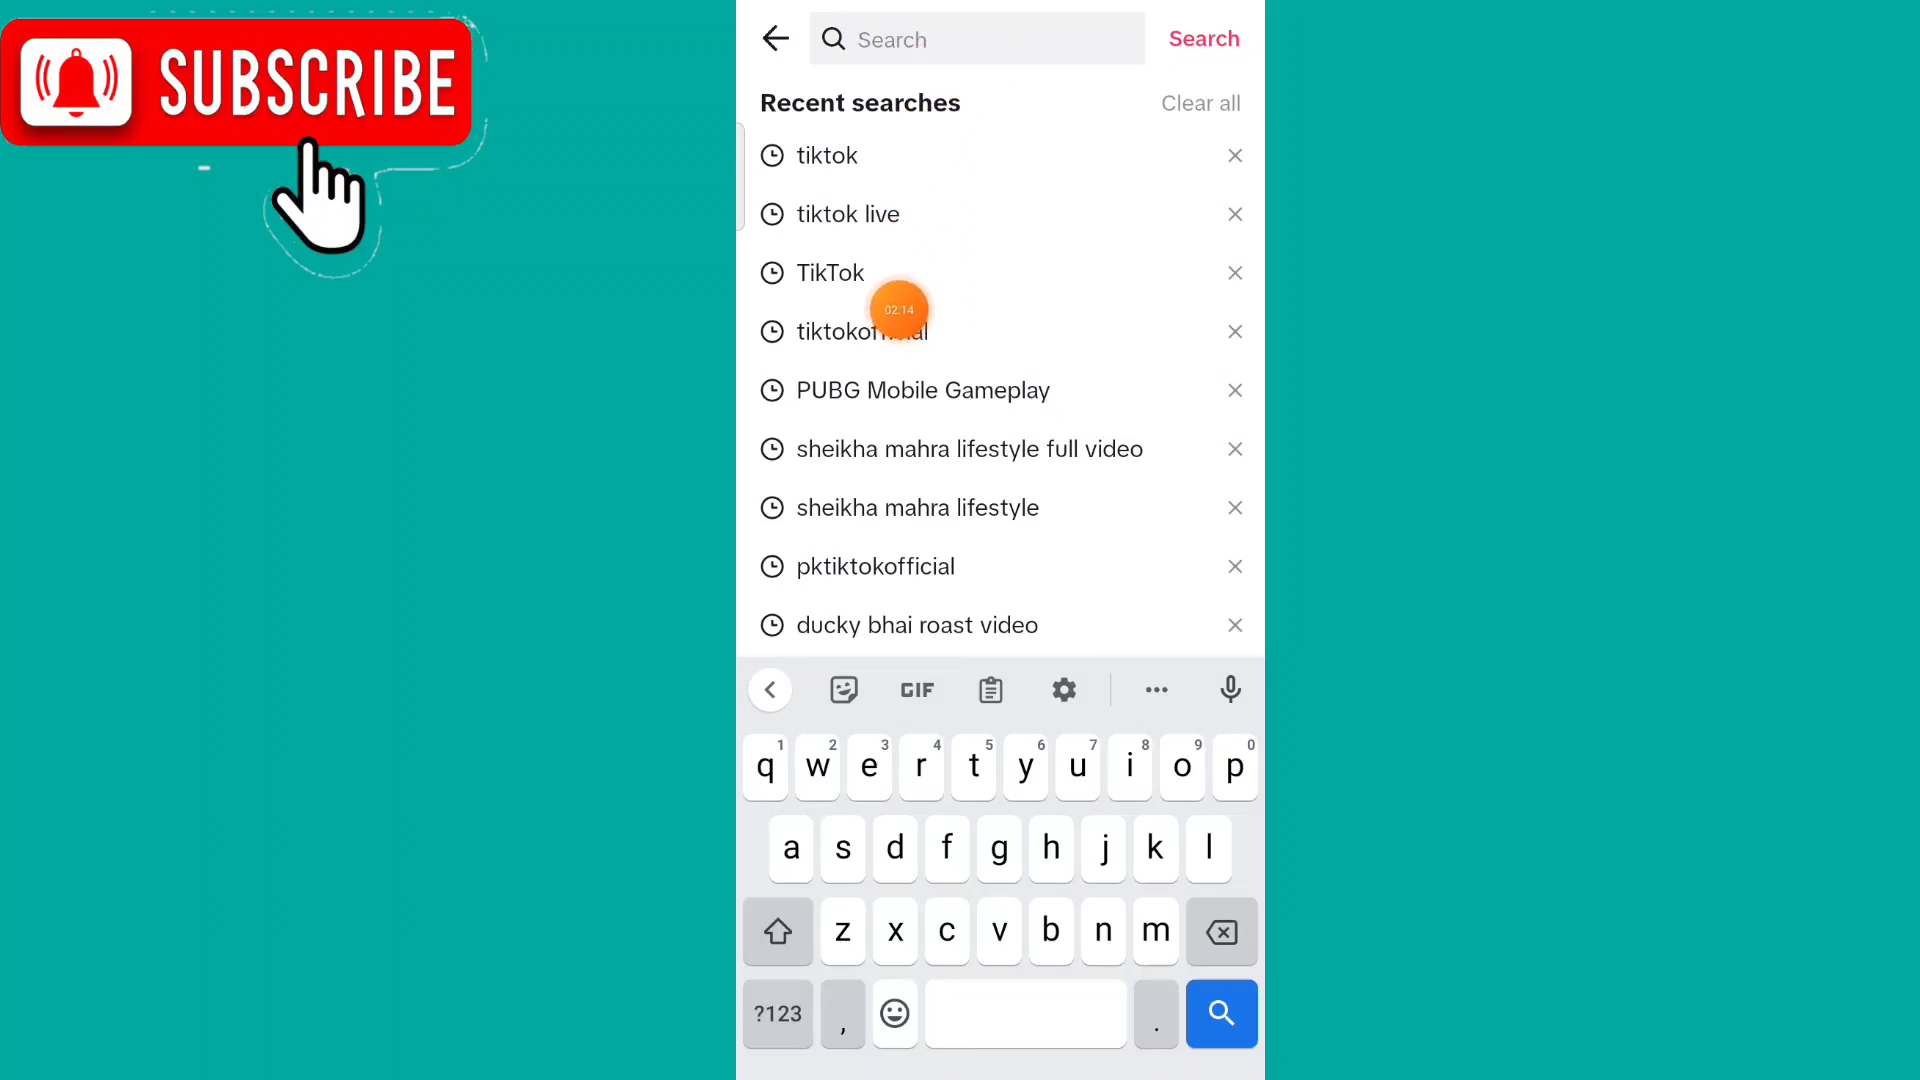 SUBSCRIBE
Search
Search
Recent searches
Clear all
tiktok
tiktok live
TikTok
02:14
PUBG Mobile Gameplay
sheikha mahra lifestyle full video
sheikha mahra lifestyle
pktiktokofficial
ducky bhai roast video
GIF
1 2 3 4 5 6 7 8 9 0
q w e r t y u i o p
a s d f g h j k l
z x c v b n m
?123 , .